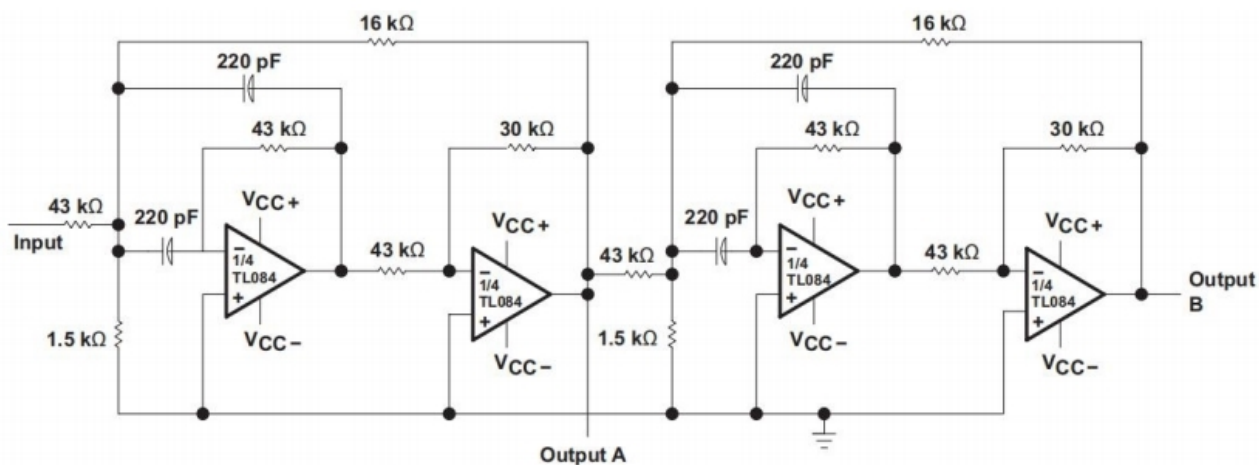 16 kΩ
16 kΩ
220 pF
220 pF
43 kΩ
30 kΩ
43 kΩ
30 kΩ
43 kΩ
Input
220 pF
VCC+
−
1/4
TL084
+
VCC−
43 kΩ
VCC+
−
1/4
TL084
+
VCC−
43 kΩ
220 pF
VCC+
−
1/4
TL084
+
VCC−
43 kΩ
VCC+
−
1/4
TL084
+
VCC−
Output
B
1.5 kΩ
1.5 kΩ
Output A